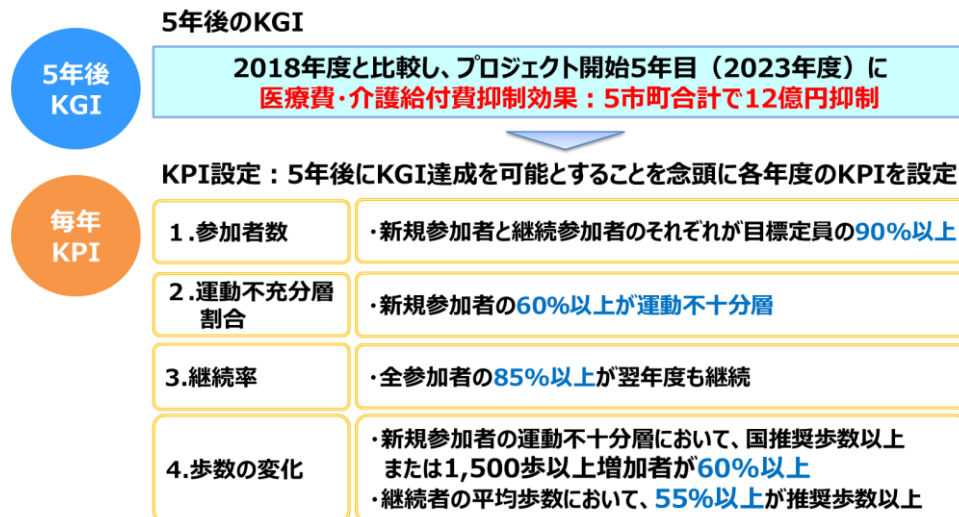 5年後のKGI
5年後
KGI
2018年度と比較し、プロジェクト開始5年目（2023年度）に
医療費・介護給付費抑制効果：5市町合計で12億円抑制
KPI設定：5年後にKGI達成を可能とすることを念頭に各年度のKPIを設定
毎年
KPI
１.参加者数
・新規参加者と継続参加者のそれぞれが目標定員の90%以上
２.運動不充分層
割合
・新規参加者の60%以上が運動不十分層
3.継続率
・全参加者の85%以上が翌年度も継続
4.歩数の変化
・新規参加者の運動不十分層において、国推奨歩数以上
または1,500歩以上増加者が60%以上
・継続者の平均歩数において、55%以上が推奨歩数以上